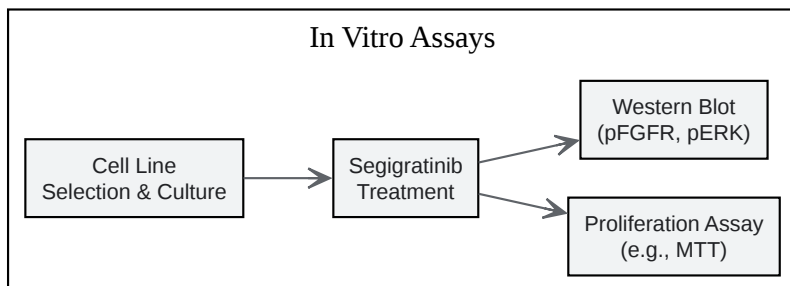 In Vitro Assays
Cell Line
Selection & Culture
Segigratinib
Treatment
Western Blot
(pFGFR, pERK)
Proliferation Assay
(e.g., MTT)